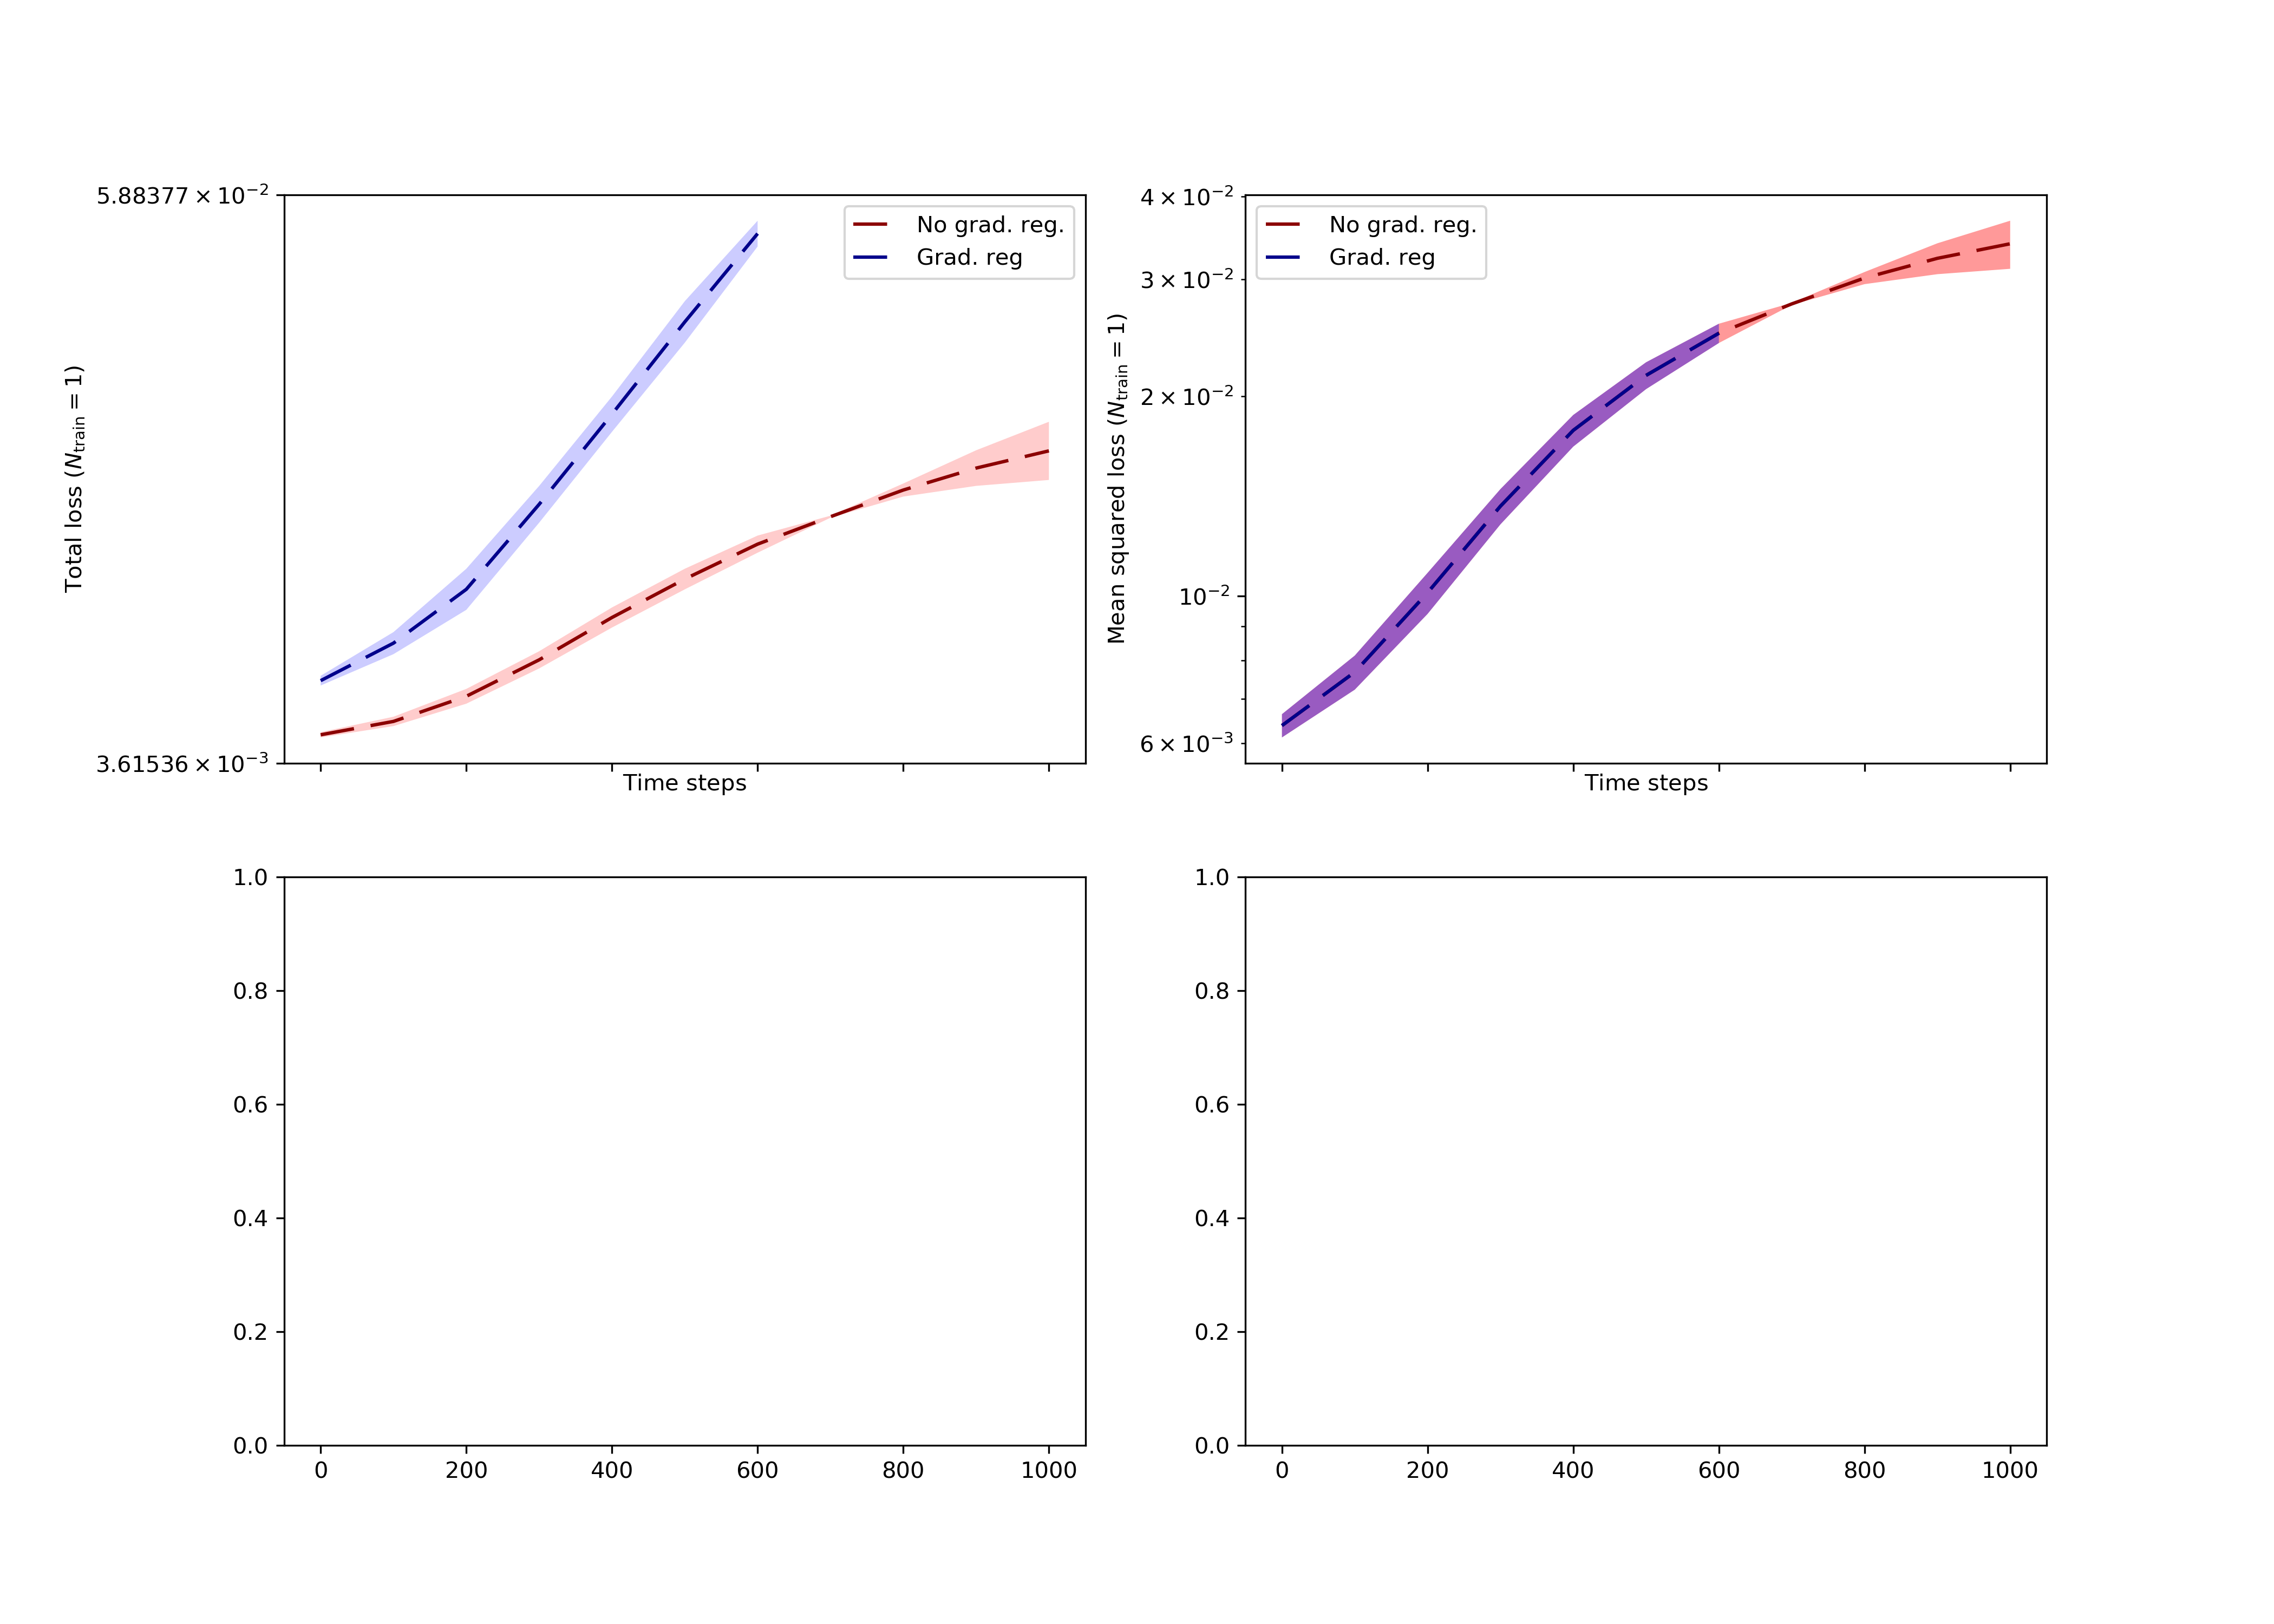 Total loss (N_train = 1)
5.88377 × 10⁻²
3.61536 × 10⁻³
No grad. reg.
Grad. reg
Time steps
Mean squared loss (N_train = 1)
4 × 10⁻²
3 × 10⁻²
2 × 10⁻²
10⁻²
6 × 10⁻³
No grad. reg.
Grad. reg
Time steps
1.0
0.8
0.6
0.4
0.2
0.0
0 200 400 600 800 1000
1.0
0.8
0.6
0.4
0.2
0.0
0 200 400 600 800 1000